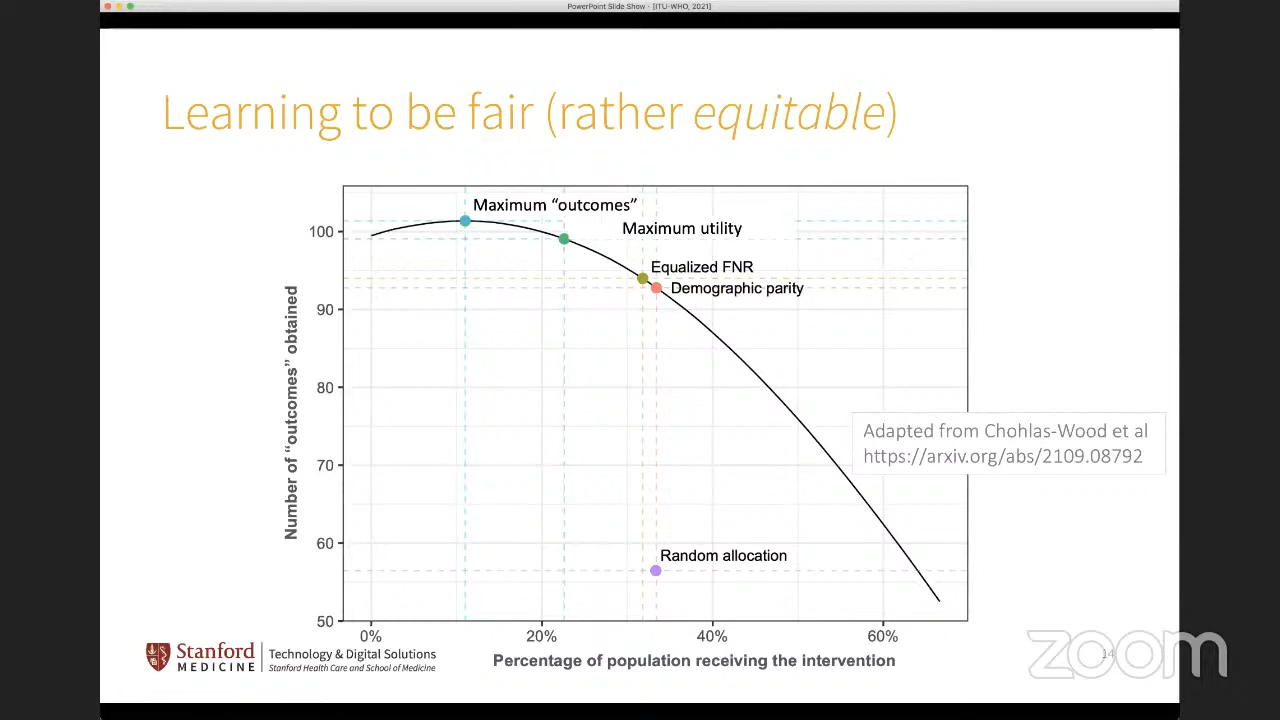 PowerPoint Slide Show - [ITU-WHO, 2021]
Learning to be fair (rather equitable)
Maximum “outcomes”
Maximum utility
Equalized FNR
Demographic parity
Random allocation
Number of “outcomes” obtained
100
90
80
70
60
50
0%
20%
40%
60%
Percentage of population receiving the intervention
Adapted from Chohlas-Wood et al
https://arxiv.org/abs/2109.08792
Stanford
MEDICINE
Technology & Digital Solutions
Stanford Health Care and School of Medicine
14
zoom